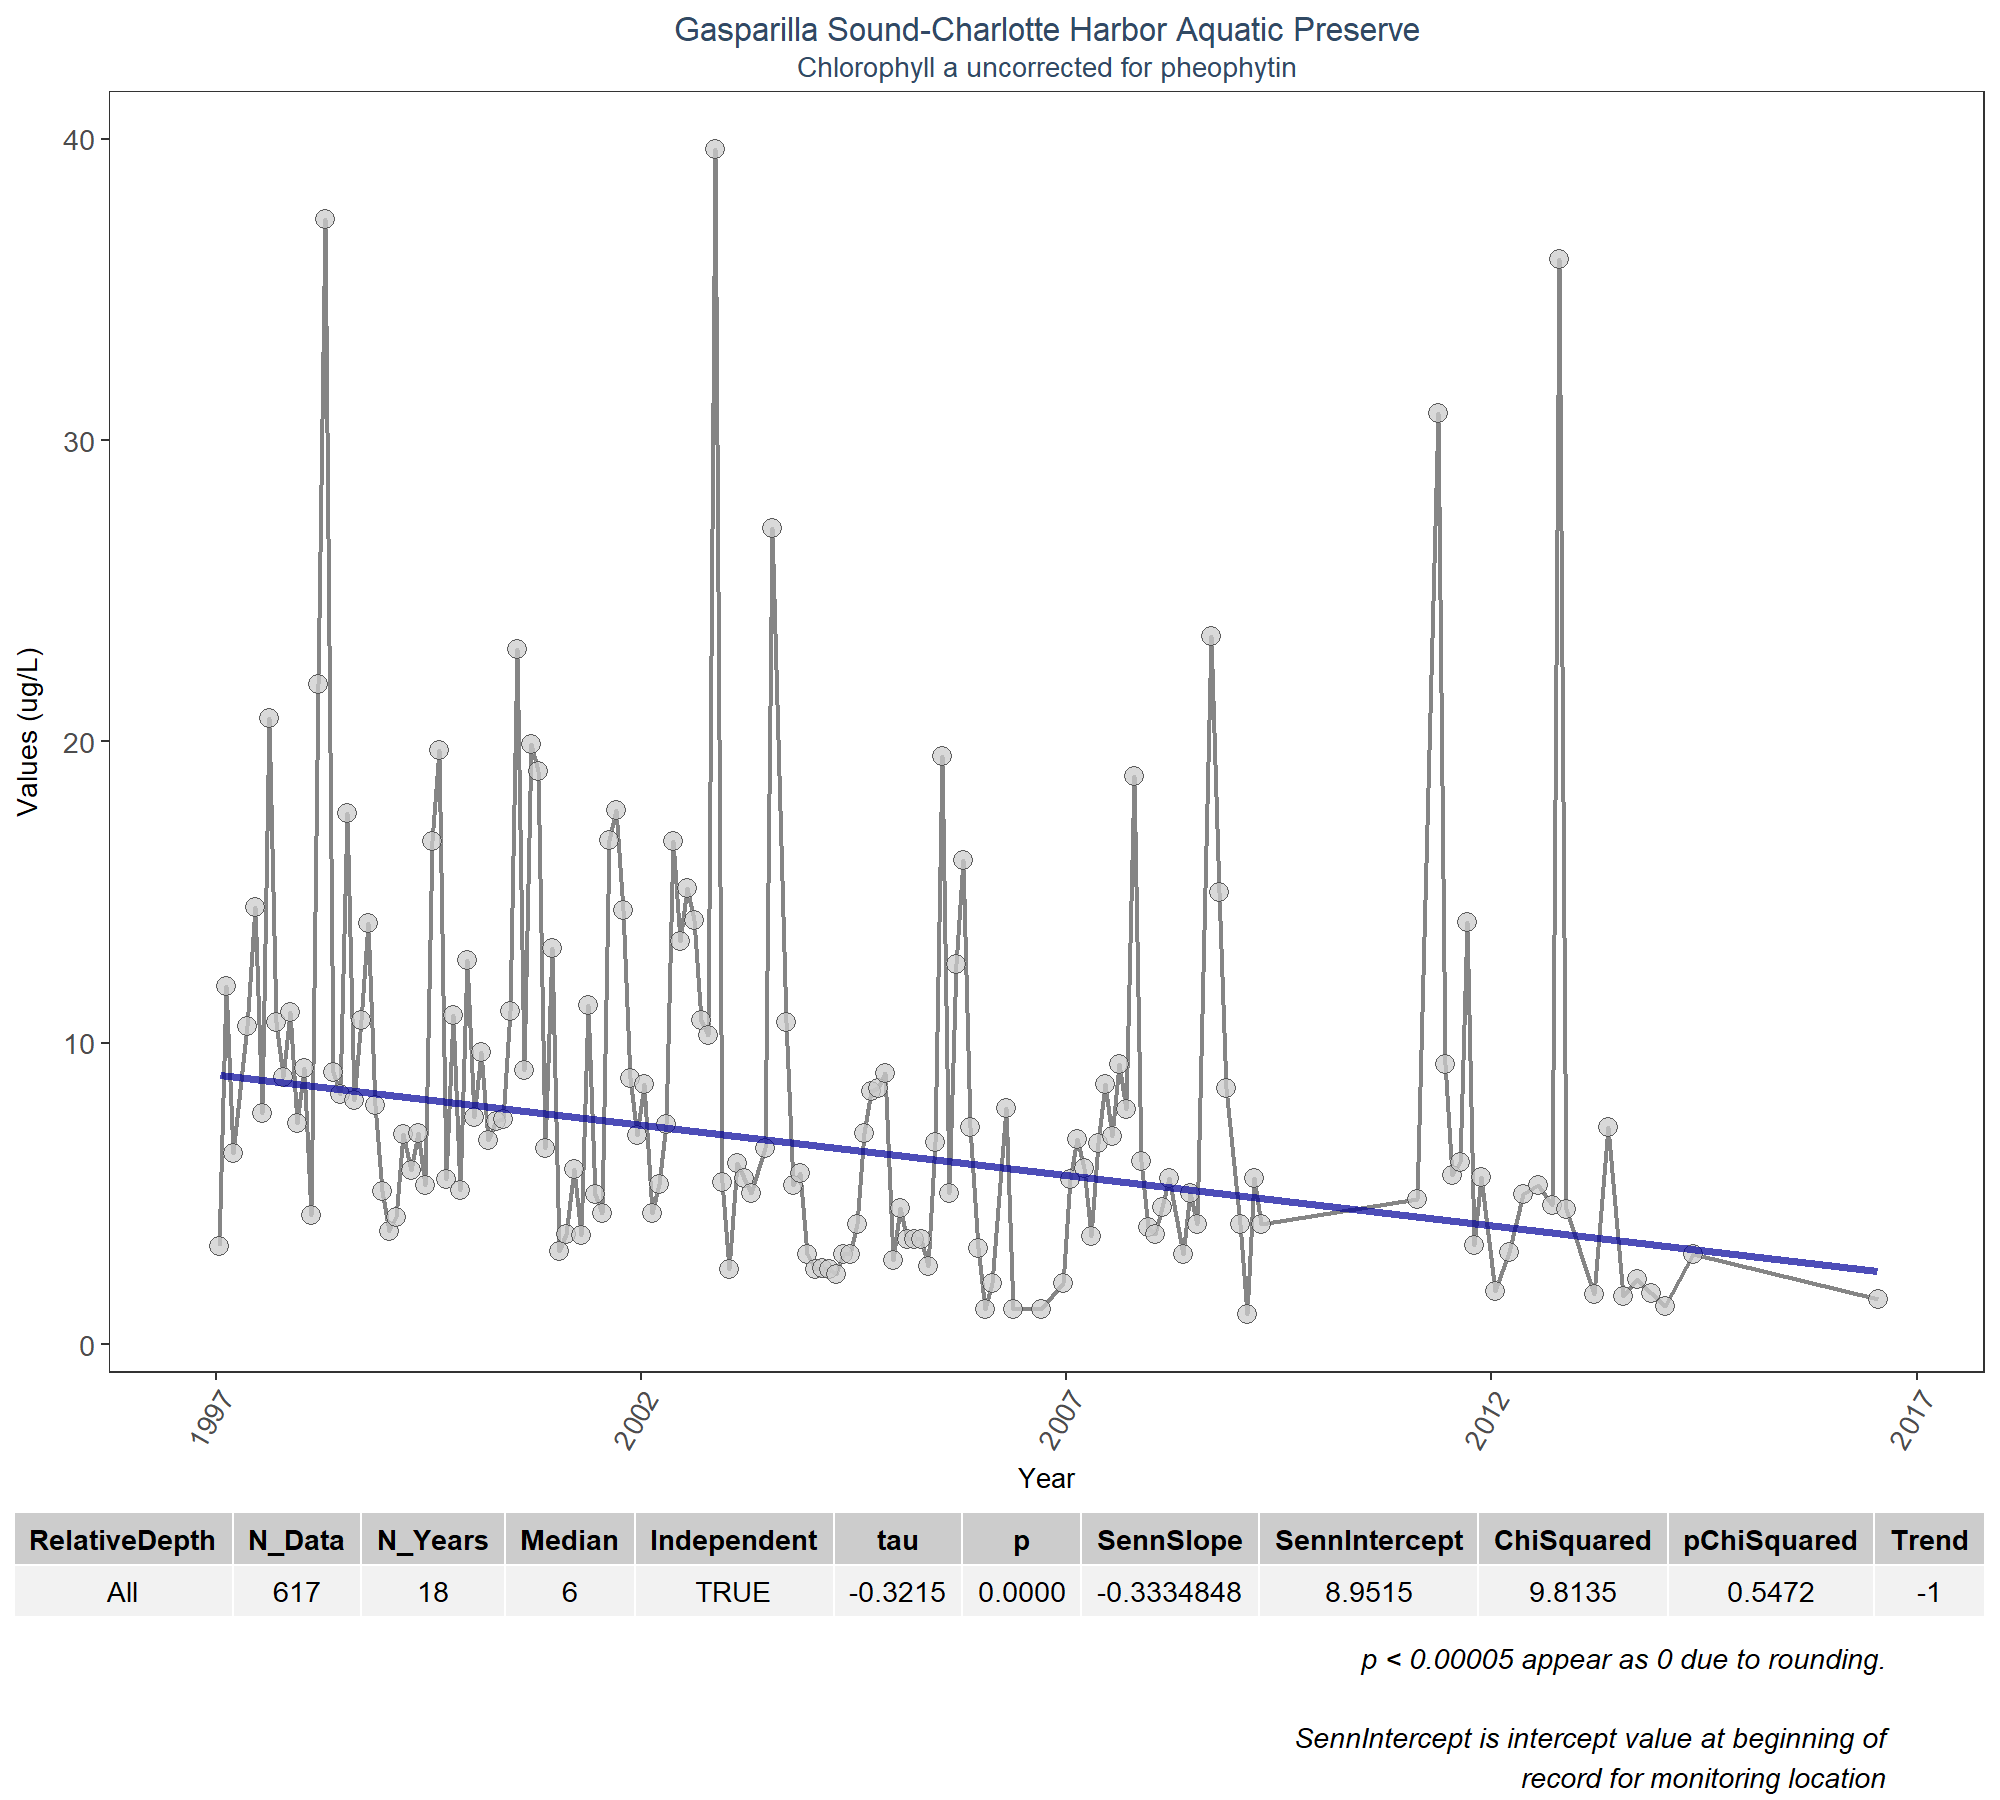 Gasparilla Sound-Charlotte Harbor Aquatic Preserve
Chlorophyll a uncorrected for pheophytin
Values (ug/L)
40
30
20
10
0
1997
2002
2007
2012
2017
Year
RelativeDepth N_Data N_Years Median Independent tau p SennSlope SennIntercept ChiSquared pChiSquared Trend
All 617 18 6 TRUE -0.3215 0.0000 -0.3334848 8.9515 9.8135 0.5472 -1
p < 0.00005 appear as 0 due to rounding.
SennIntercept is intercept value at beginning of
record for monitoring location